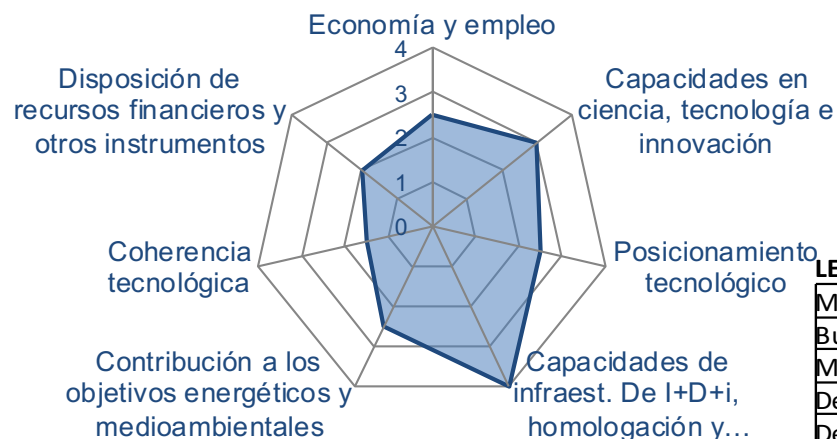 Economía y empleo
4
3
2
1
0
Disposición de
recursos financieros y
otros instrumentos
Capacidades en
ciencia, tecnología e
innovación
Coherencia
tecnológica
Posicionamiento
tecnológico
Contribución a los
objetivos energéticos y
medioambientales
Capacidades de
infraest. De I+D+i,
homologación y...